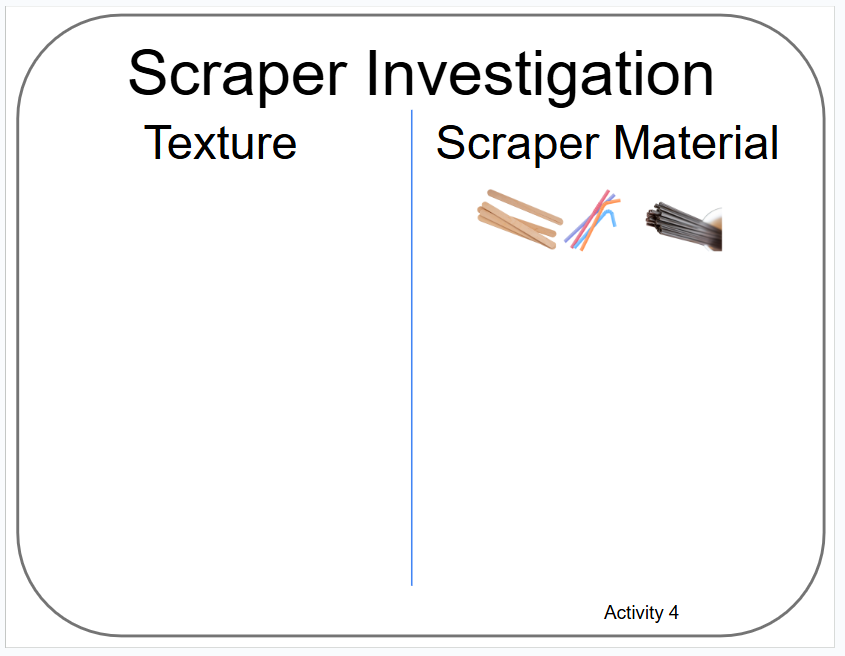 Scraper Investigation
Texture
Scraper Material
Activity 4